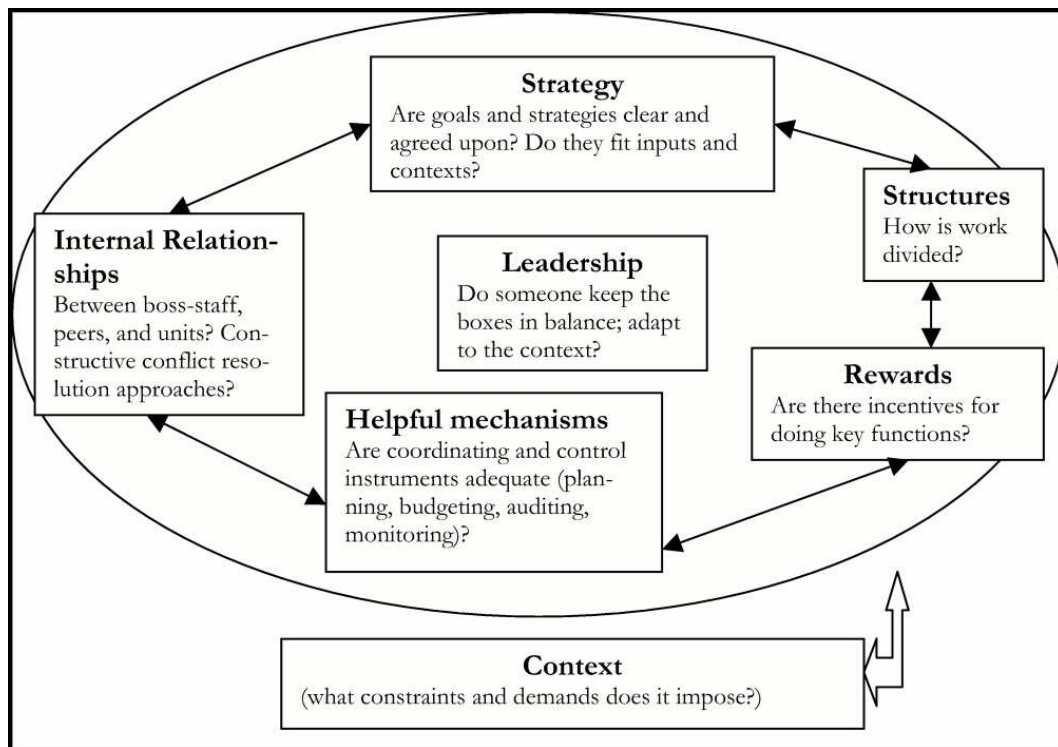 Strategy
Are goals and strategies clear and
agreed upon? Do they fit inputs and
contexts?
Structures
How is work
divided?
Internal Relation-
ships
Between boss-staff,
peers, and units? Con-
structive conflict reso-
lution approaches?
Leadership
Do someone keep the
boxes in balance; adapt
to the context?
Rewards
Are there incentives for
doing key functions?
Helpful mechanisms
Are coordinating and control
instruments adequate (plan-
ning, budgeting, auditing,
monitoring)?
Context
(what constraints and demands does it impose?)